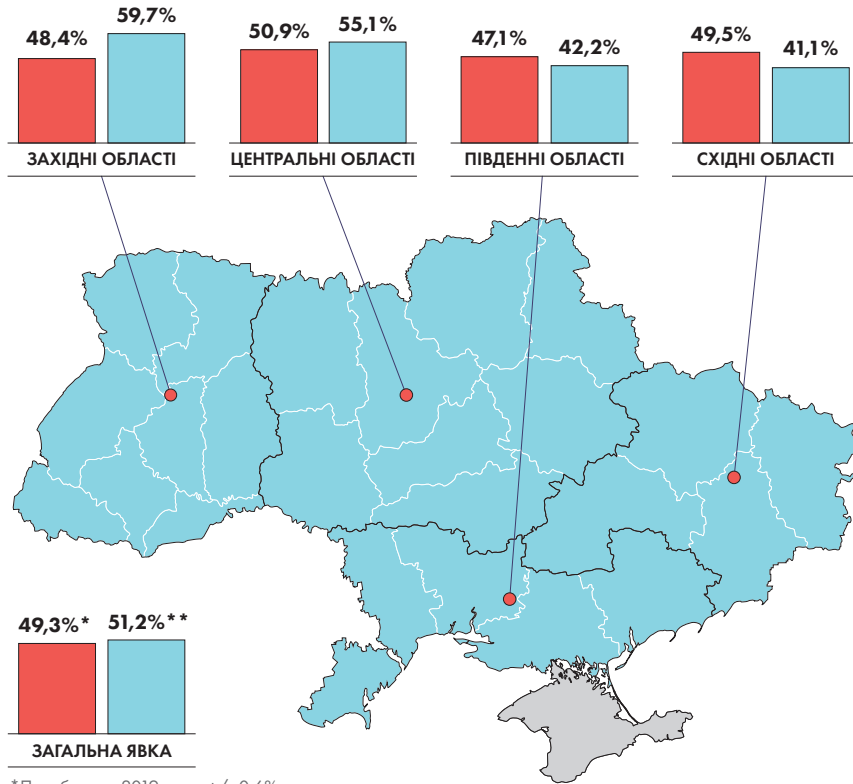 48,4% 59,7% 50,9% 55,1% 47,1% 42,2% 49,5% 41,1%
ЗАХІДНІ ОБЛАСТІ ЦЕНТРАЛЬНІ ОБЛАСТІ ПІВДЕННІ ОБЛАСТІ СХІДНІ ОБЛАСТІ
49,3%* 51,2%**
ЗАГАЛЬНА ЯВКА